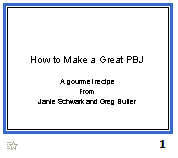 How to Make a Great PBJ
A gourmet recipe
From
Janie Schwark and Greg Butler
1